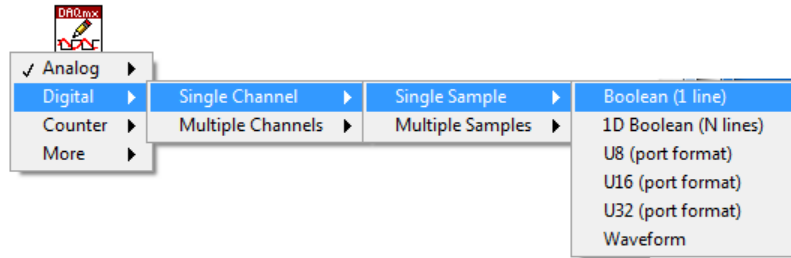 DAQmx
✓ Analog
Digital
Counter
More
Single Channel
Multiple Channels
Single Sample
Multiple Samples
Boolean (1 line)
1D Boolean (N lines)
U8 (port format)
U16 (port format)
U32 (port format)
Waveform